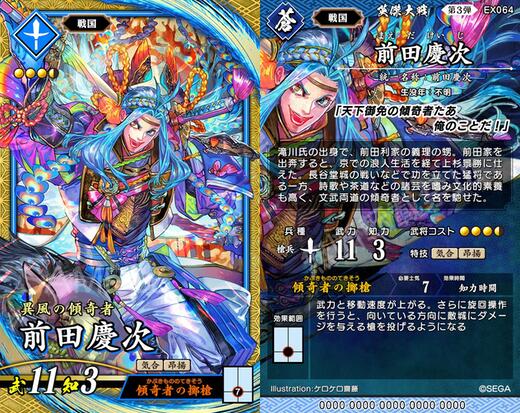 戦国
異風の傾奇者
前田慶次
気合 昂揚
武11知3
かぶきもののてきそう
傾奇者の擲槍
7
戦国
蒼
英傑大戦
第3弾
EX064
まえだ けいじ
前田慶次
統一名称：前田慶次
生没年：不明
「天下御免の傾奇者たあ
俺のことだ!」
滝川氏の出身で、前田利家の義理の甥。前田家を
出奔すると、京での浪人生活を経て上杉景勝に仕
えた。長谷堂城の戦いなどで功を立てた猛将であ
る一方、詩歌や茶道などの諸芸を嗜み文化的素養
も高く、文武両道の傾奇者として名を馳せた。
兵種 武力 知力 武将コスト
槍兵 11 3
特技 気合 昂揚
かぶきもののてきそう
傾奇者の擲槍
必要士気 7
効果時間 知力時間
効果範囲
武力と移動速度が上がる。さらに旋回操作
を行うと、向いている方向に敵城にダメー
ジを与える槍を投げるようになる
Illustration:ケロケロ齋藤
©SEGA
0000 0000 0000 0000 0000